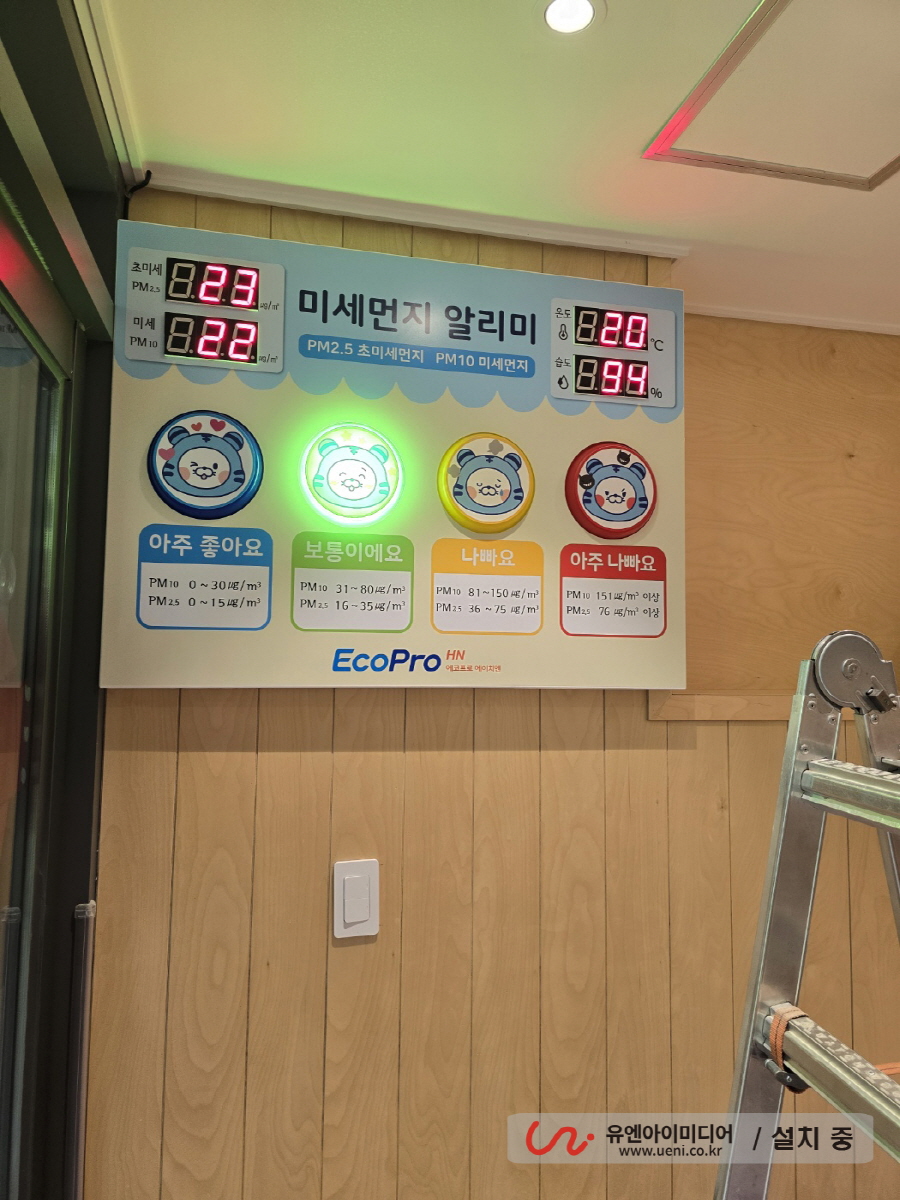 초미세
PM2.5
23
㎍/㎥
미세
PM10
22
㎍/㎥
미세먼지 알리미
PM2.5 초미세먼지 PM10 미세먼지
온도
20
℃
습도
94
%
아주 좋아요
PM10 0 ~ 30㎍/m³
PM2.5 0 ~ 15㎍/m³
보통이에요
PM10 31~80㎍/m³
PM2.5 16~35㎍/m³
나빠요
PM10 81~150㎍/m³
PM2.5 36 ~ 75㎍/m³
아주 나빠요
PM10 151㎍/m³ 이상
PM2.5 76㎍/m³ 이상
EcoPro HN
에코프로 에이치엔
유엔아이미디어 / 설치 중
www.ueni.co.kr